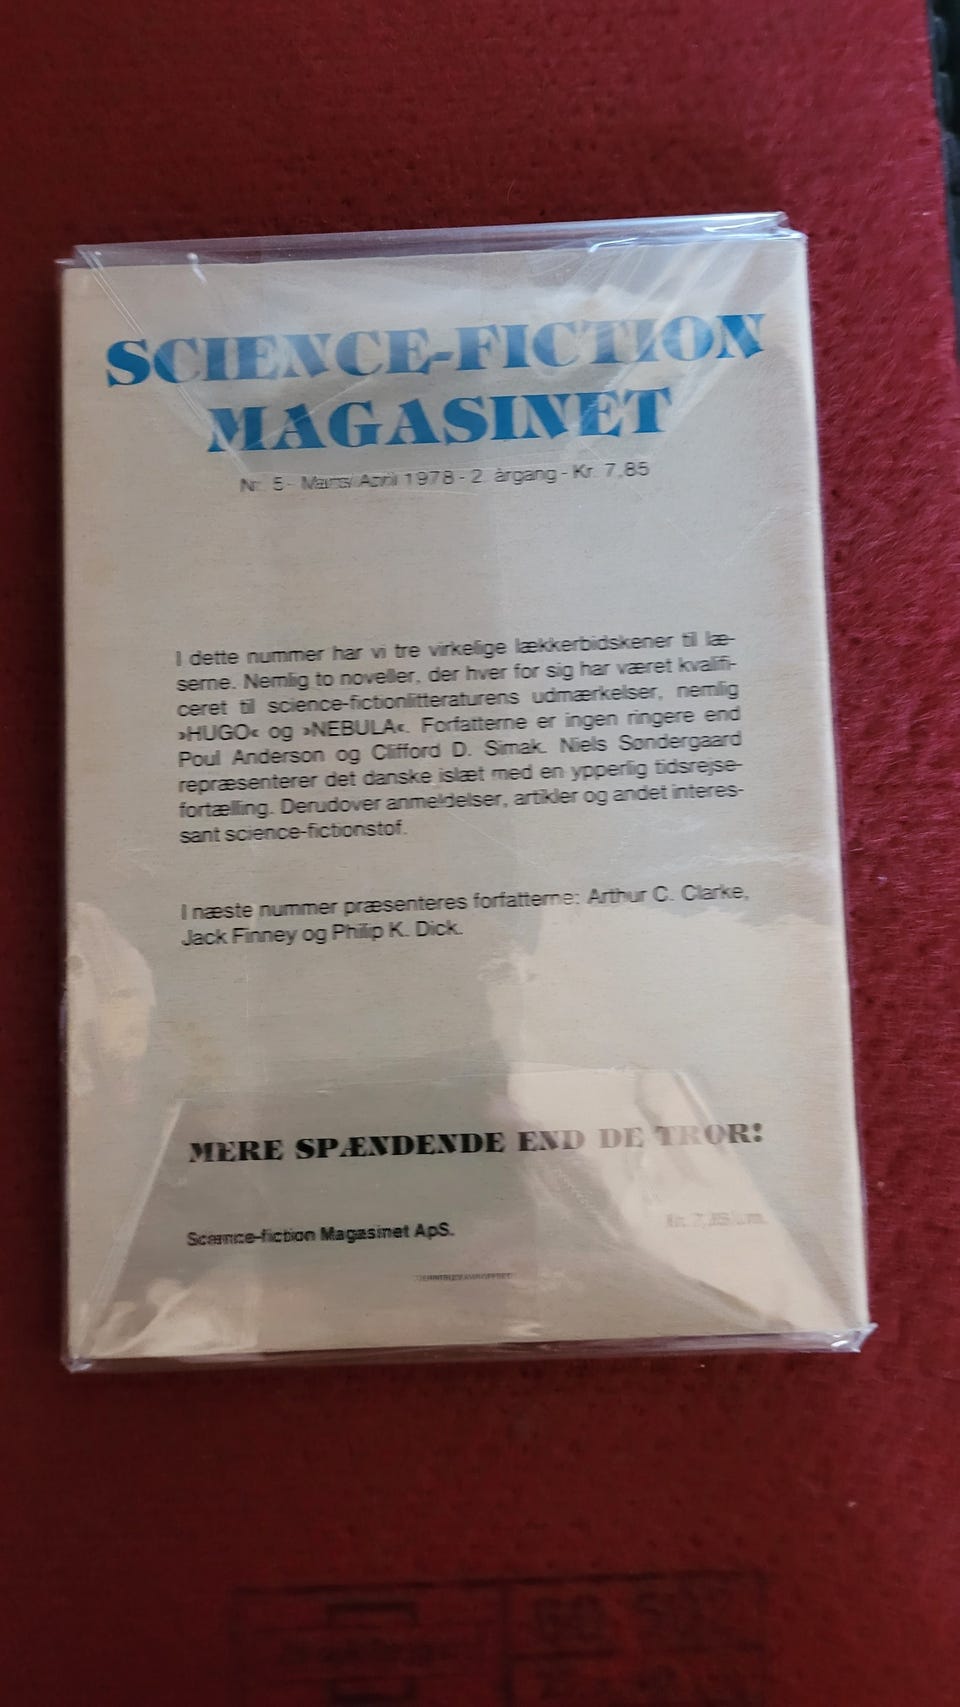 SCIENCE-FICTION
MAGASINET
Nr. 5 - Marts/April 1978 - 2. årgang - Kr. 7,85
I dette nummer har vi tre virkelige lækkerbidskener til læ-
serne. Nemlig to noveller, der hver for sig har været kvalifi-
ceret til science-fictionlitteraturens udmærkelser, nemlig
»HUGO« og »NEBULA«. Forfatterne er ingen ringere end
Poul Anderson og Clifford D. Simak. Niels Søndergaard
repræsenterer det danske islæt med en ypperlig tidsrejse-
fortælling. Derudover anmeldelser, artikler og andet interes-
sant science-fictionstof.
I næste nummer præsenteres forfatterne: Arthur C. Clarke,
Jack Finney og Philip K. Dick.
MERE SPÆNDENDE END DE TROR!
Kr. 7,85
Science-fiction Magasinet ApS.